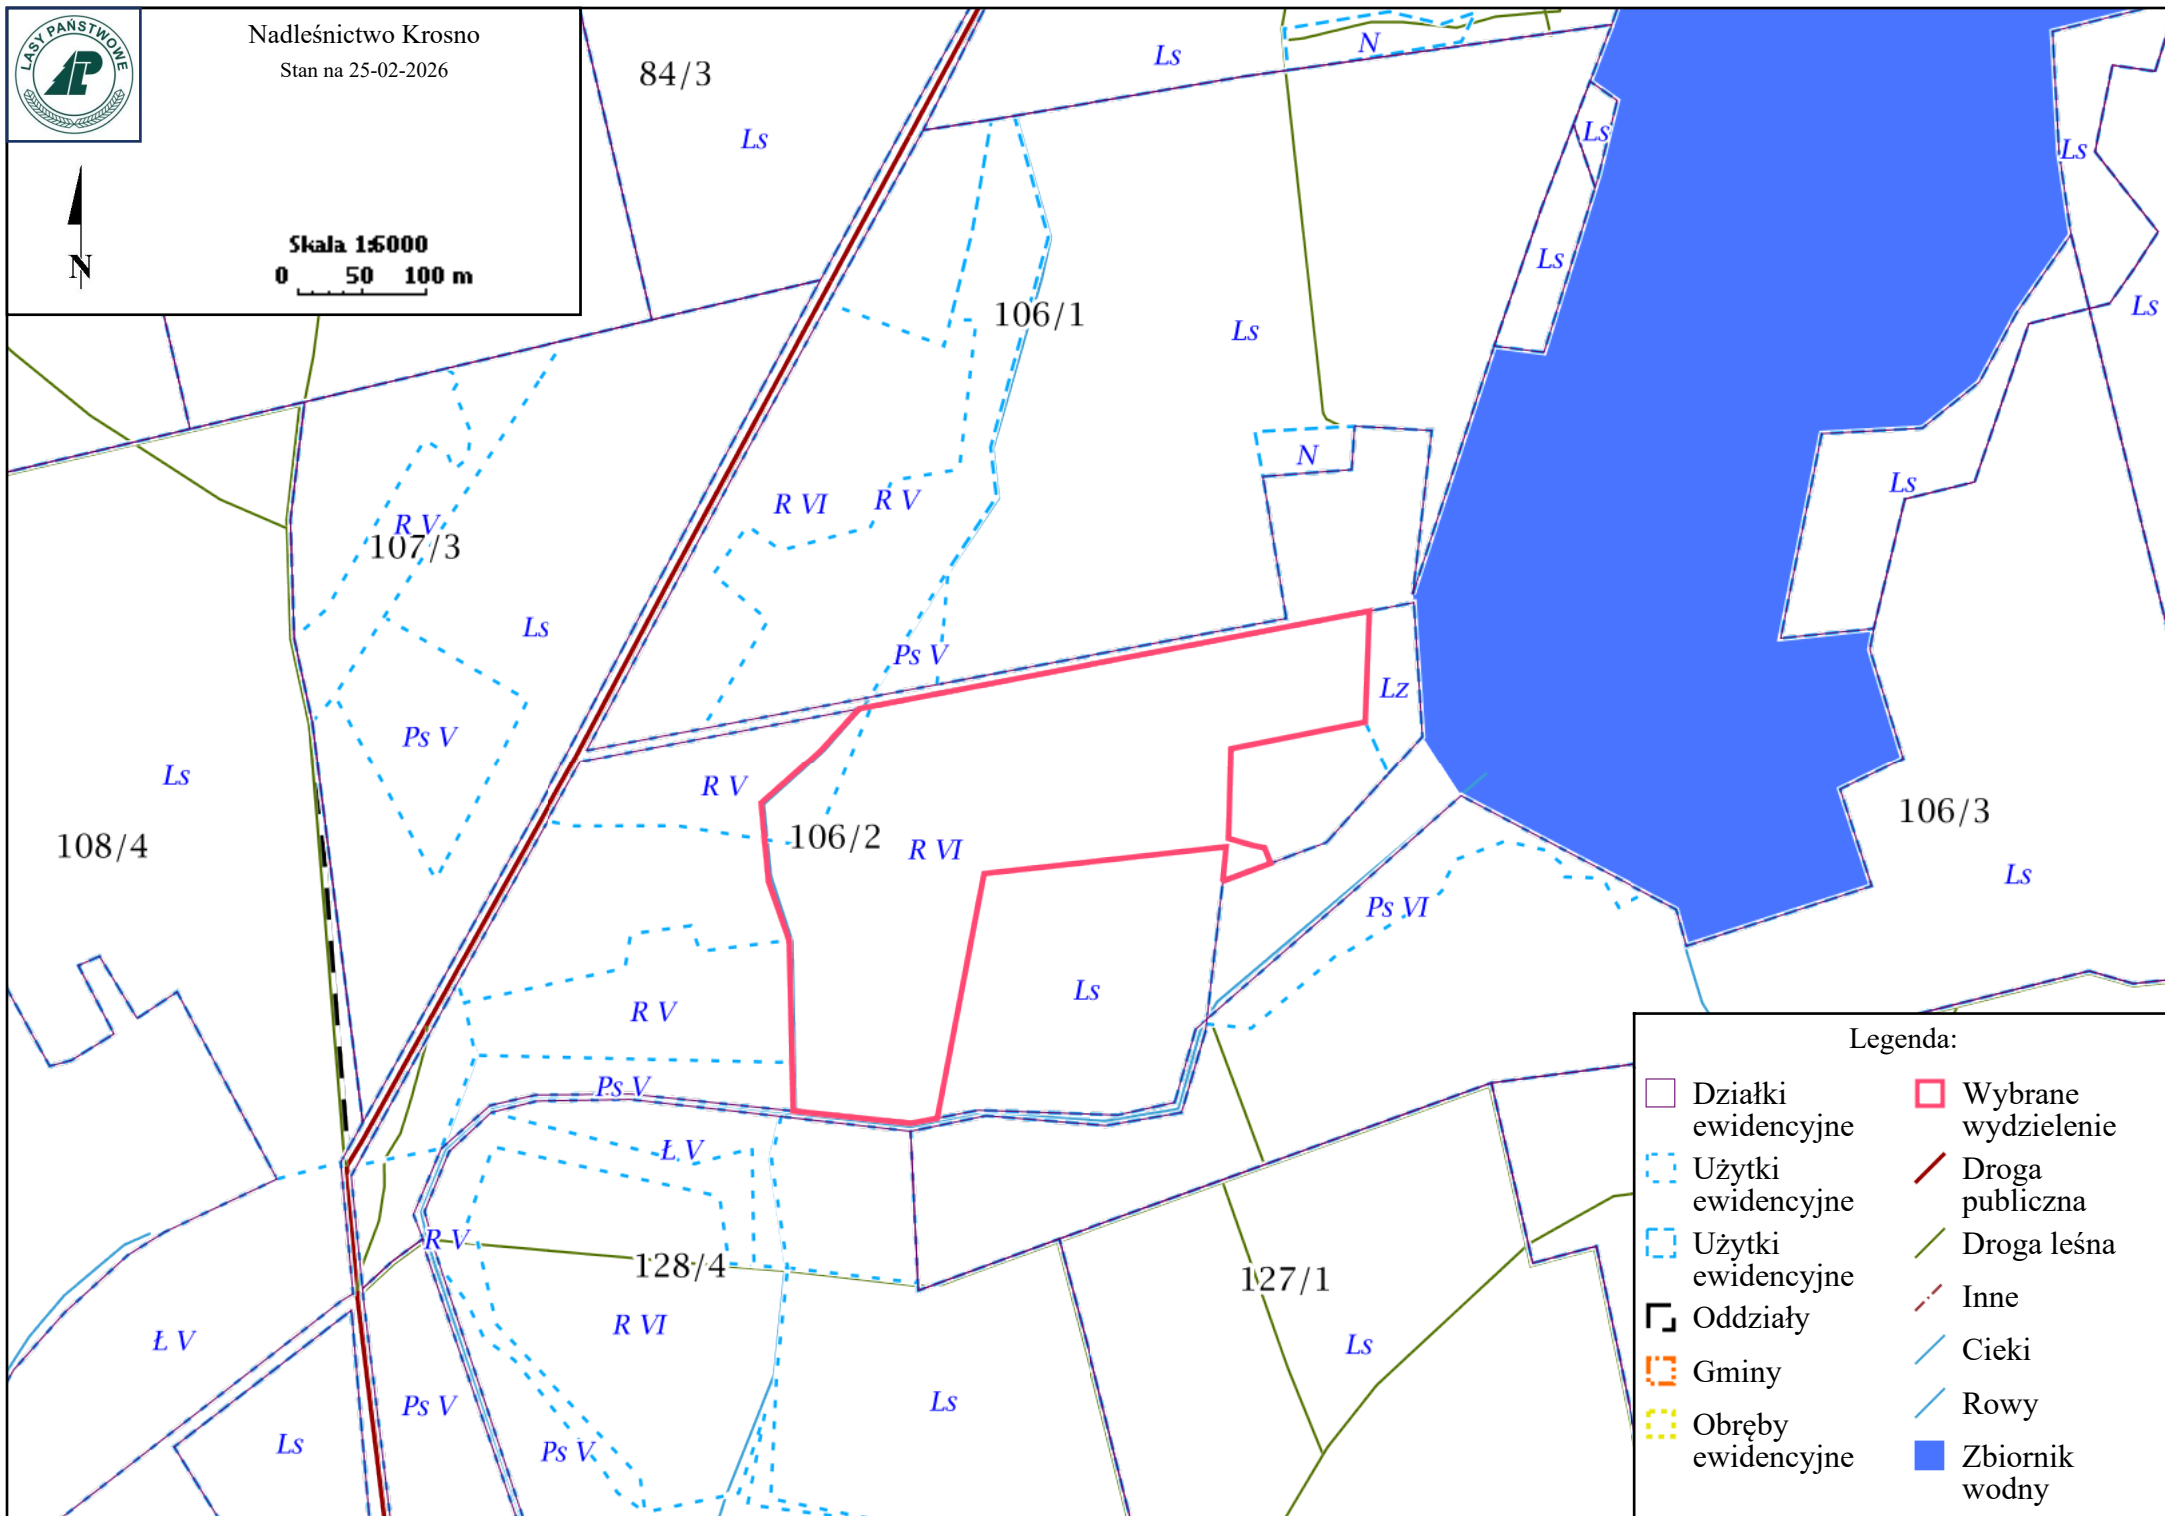 LASY PAŃSTWOWE
Nadleśnictwo Krosno
Stan na 25-02-2026
N
Skala 1:6000
0 50 100 m
84/3
Ls
Ls
N
Ls
Ls
Ls
Ls
106/1
Ls
Ls
N
Ls
R VI
R V
R V
107/3
Ls
Ps V
Lz
Ps V
Ls
R V
106/2
R VI
108/4
106/3
Ls
Ps VI
Ls
R V
Ps V
Ł V
R V
128/4
127/1
R VI
Ł V
Ls
Ps V
Ls
Ls
Ps V
Legenda:
Działki
ewidencyjne
Użytki
ewidencyjne
Użytki
ewidencyjne
Oddziały
Gminy
Obręby
ewidencyjne
Wybrane
wydzielenie
Droga
publiczna
Droga leśna
Inne
Cieki
Rowy
Zbiornik
wodny